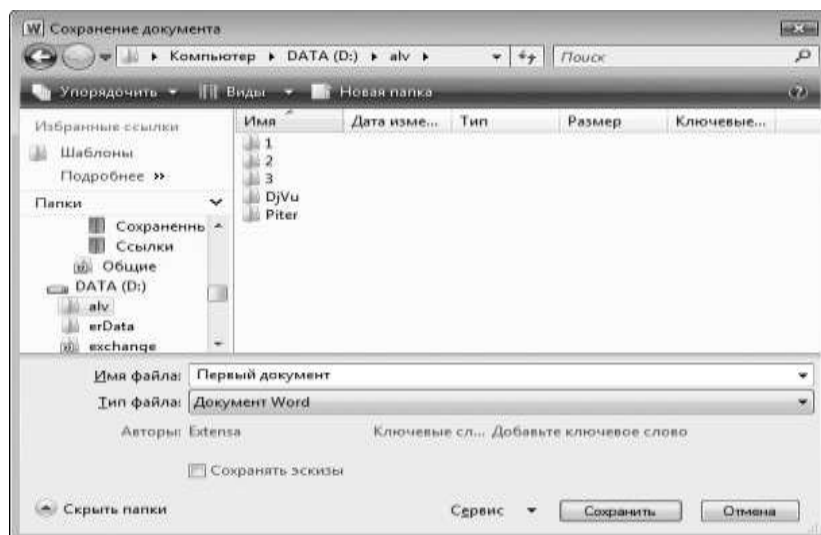 Сохранение документа
Компьютер DATA (D:) alv Поиск
Упорядочить Виды Новая папка
Избранные ссылки
Шаблоны
Подробнее »
Папки
Сохраненнь
Ссылки
Общие
DATA (D:)
alv
erData
exchange
Имя Дата изме... Тип Размер Ключевые...
1
2
3
DjVu
Piter
Имя файла: Первый документ
Тип файла: Документ Word
Авторы: Extensa Ключевые сл... Добавьте ключевое слово
Сохранять эскизы
Скрыть папки Сервис Сохранить Отмена